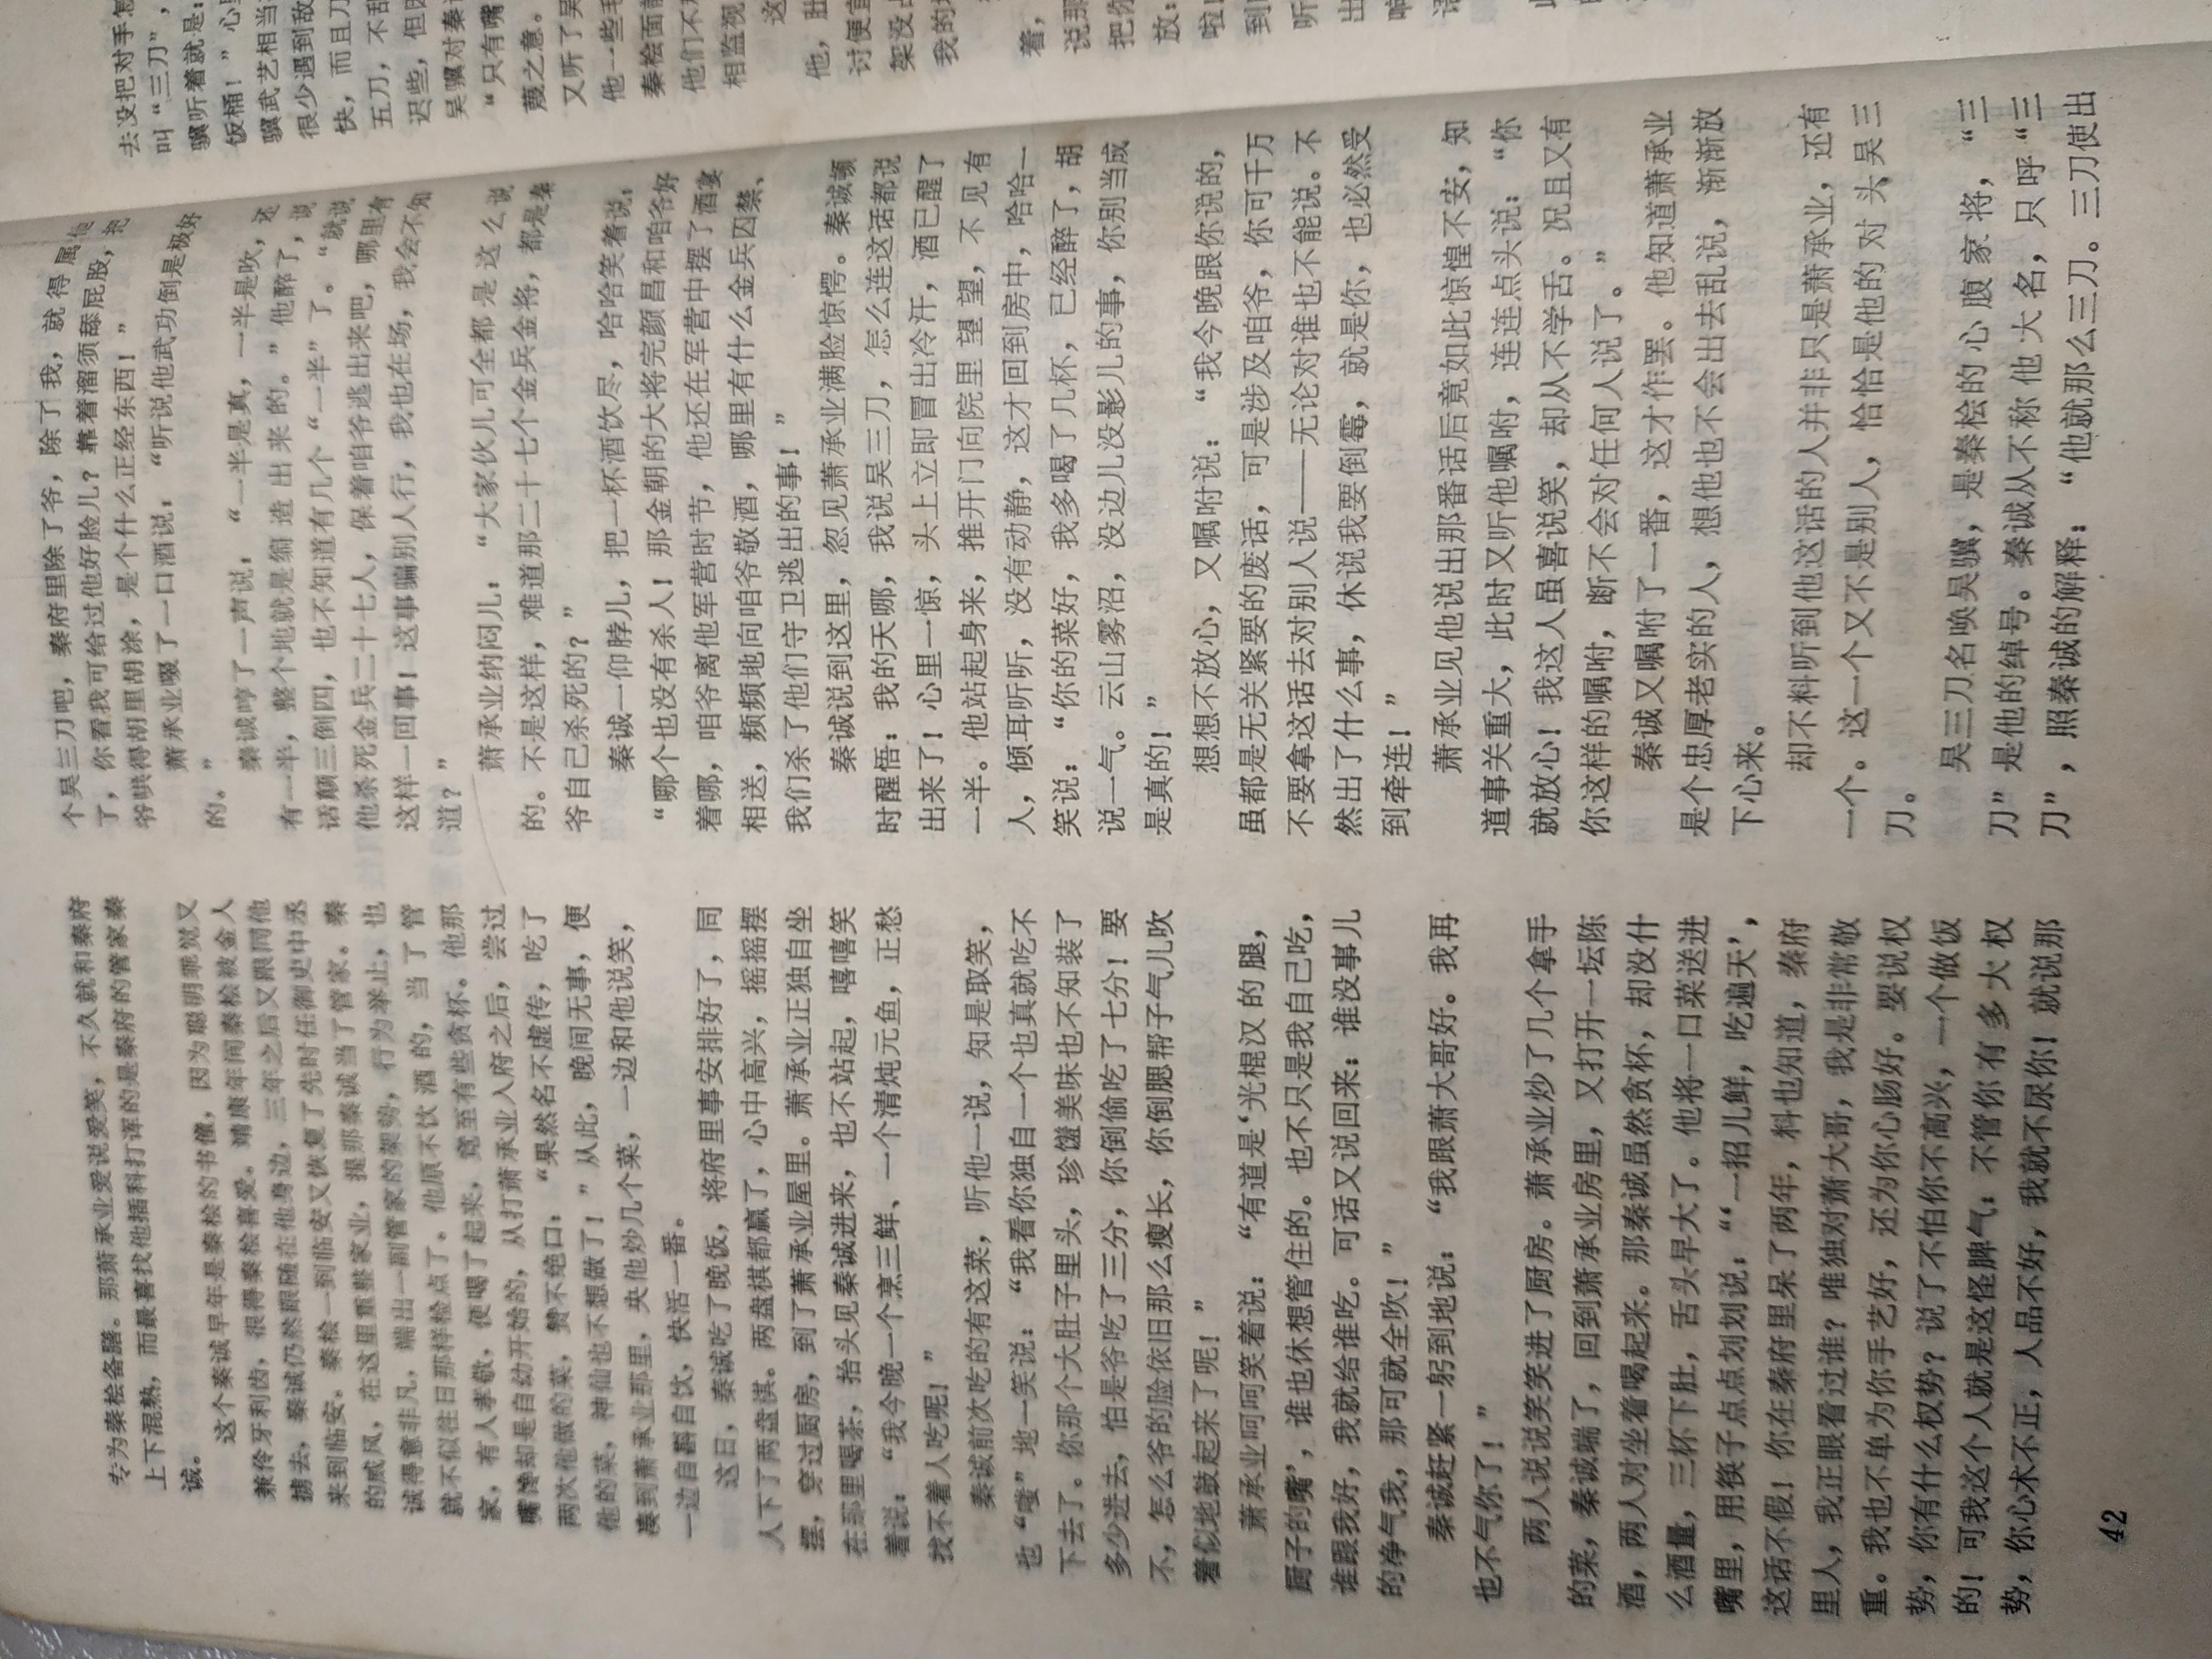 专为秦桧备膳。那萧承业爱说爱笑，不久就和秦府
上下混熟，而最喜找他插科打诨的是秦府的管家秦
诚。
这个秦诚早年是秦桧的书僮，因为聪明乖觉又
兼伶牙利齿，很得秦桧喜爱。靖康年间秦桧被金人
掳去，秦诚仍然跟随在他身边，三年之后又跟同他
来到临安。秦桧一到临安又恢复了先时任御史中丞
的威风，在这里重整家业，提那秦诚当了管家。秦
诚得意非凡，端出一副管家的架势，行为举止，也
就不似往日那样检点了。他原不饮酒的，当了管
家，有人孝敬，便喝了起来，竟至有些贪杯。他那
嘴馋却是自幼开始的，从打萧承业入府之后，尝过
两次他做的菜，赞不绝口：“果然名不虚传，吃了
他的菜，神仙也不想做了！”从此，晚间无事，便
凑到萧承业那里，央他炒几个菜，一边和他说笑，
一边自斟自饮，快活一番。
这日，秦诚吃了晚饭，将府里事安排好了，同
人下了两盘淇。两盘棋都赢了，心中高兴，摇摇摆
摆，穿过厨房，到了萧承业屋里。萧承业正独自坐
在那里喝茶，抬头见秦诚进来，也不站起，嘻嘻笑
着说：“我今晚一个烹三鲜、一个清炖元鱼，正愁
找不着人吃呢！”
秦诚前次吃的有这菜，听他一说，知是取笑，
也“嗤”地一笑说：“我看你独自一个也真就吃不
下去了。你那个大肚子里头，珍馐美味也不知装了
多少进去，怕是爷吃了三分，你倒偷吃了七分！要
不，怎么爷的脸依旧那么瘦长，你倒腮帮子气儿吹
着似地鼓起来了呢！”
萧承业呵呵笑着说：“有道是‘光棍汉的腿，
厨子的嘴’，谁也休想管住的。也不只是我自己吃，
谁跟我好，我就给谁吃。可话又说回来：谁没事儿
的净气我，那可就全吹！”
秦诚赶紧一躬到地说：“我跟萧大哥好。我再
也不气你了！”
两人说说笑笑进了厨房。萧承业炒了几个拿手
的菜，秦诚端了，回到萧承业房里，又打开一坛陈
酒，两人对坐着喝起来。那秦诚虽然贪杯，却没什
么酒量，三杯下肚，舌头早大了。他将一口菜送进
嘴里，用筷子点点划划说：“‘一招儿鲜，吃遍天’，
这话不假！你在秦府里呆了两年，料也知道，秦府
里人，我正眼看过谁？唯独对萧大哥，我是非常敬
重。我也不单为你手艺好，还为你心肠好。要说权
势，你有什么权势？说了不怕你不高兴，一个做饭
的！可我这个人就是这怪脾气：不管你有多大权
势，你心术不正，人品不好，我就不尿你！就说那
42
个吴三刀吧，秦府里除了爷，除了我，就得属他
了，你看我可给过他好脸儿？靠着溜须舔屁股，把
爷哄得胡里胡涂，是个什么正经东西！”
萧承业啜了一口酒说，“听说他武功倒是极好
的。”
秦诚哼了一声说，“一半是真，一半是吹，还
有一半，整个地就是编造出来的。”他醉了，说
话颠三倒四，也不知道有几个“一半”了。“就说
他杀死金兵二十七人，保着咱爷逃出来吧，哪里有
这样一回事！这事骗别人行，我也在场，我会不知
道？”
萧承业纳闷儿：“大家伙儿可全都是这么说
的。不是这样，难道那二十七个金兵金将，都是秦
爷自己杀死的？”
秦诚一仰脖儿，把一杯酒饮尽，哈哈笑着说，
“哪个也没有杀人！那金朝的大将完颜昌和咱爷好
着哪，咱爷离他军营时节，他还在军营中摆了酒宴
相送，频频地向咱爷敬酒，哪里有什么金兵囚禁、
我们杀了他们守卫逃出的事！”
秦诚说到这里，忽见萧承业满脸惊愕。秦诚顿
时醒悟：我的天哪，我说吴三刀，怎么连这话都说
出来了！心里一惊，头上立即冒出冷汗，酒已醒了
一半。他站起身来，推开门向院里望望，不见有
人，倾耳听听，没有动静，这才回到房中，哈哈一
笑说：“你的菜好，我多喝了几杯，已经醉了，胡
说一气。云山雾沼，没边儿没影儿的事，你别当成
是真的！”
想想不放心，又嘱咐说：“我今晚跟你说的，
虽都是无关紧要的废话，可是涉及咱爷，你可千万
不要拿这话去对别人说——无论对谁也不能说。不
然出了什么事，休说我要倒霉，就是你，也必然受
到牵连！”
萧承业见他说出那番话后竟如此惊惶不安，知
道事关重大，此时又听他嘱咐，连连点头说：“你
就放心！我这人虽喜说笑，却从不学舌。况且又有
你这样的嘱咐，断不会对任何人说了。”
秦诚又嘱咐了一番，这才作罢。他知道萧承业
是个忠厚老实的人，想他也不会出去乱说，渐渐放
下心来。
却不料听到他这话的人并非只是萧承业，还有
一个。这一个又不是别人，恰恰是他的对头吴三
刀。
吴三刀名唤吴骥，是秦桧的心腹家将，“三
刀”是他的绰号。秦诚从不称他大名，只呼“三
刀”，照秦诚的解释：“他就那么三刀。三刀使出
去没把对手怎
叫“三刀”，
骥听着就是：
饭桶！”心里
骥武艺相当
很少遇到敌
快，而且刀
五刀，不乱
迟些，但因
吴骥对秦诚
“只有嘴
蔑之意。
又听了吴
他一些毛
秦桧面前
他们不
相监视
这
他，肚
讨便宜
架没占
我的
着，
说那
把你
放：
啦！
到
听
出
响
语